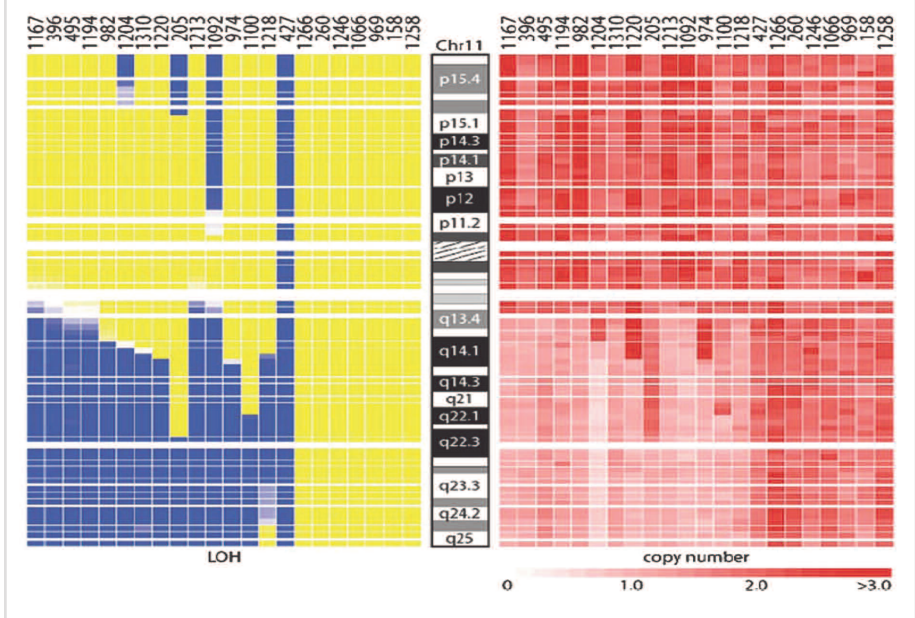 1167 396 495 1194 982 1204 1310 1220 205 1213 1092 974 1100 1218 427 1266 260 1246 1066 969 158 1258
Chr11
1167 396 495 1194 982 1204 1310 1220 205 1213 1092 974 1100 1218 427 1266 260 1246 1066 969 158 1258
p15.4
p15.1
p14.3
p14.1
p13
p12
p11.2
q13.4
q14.1
q14.3
q21
q22.1
q22.3
q23.3
q24.2
q25
LOH
copy number
0 1.0 2.0 >3.0